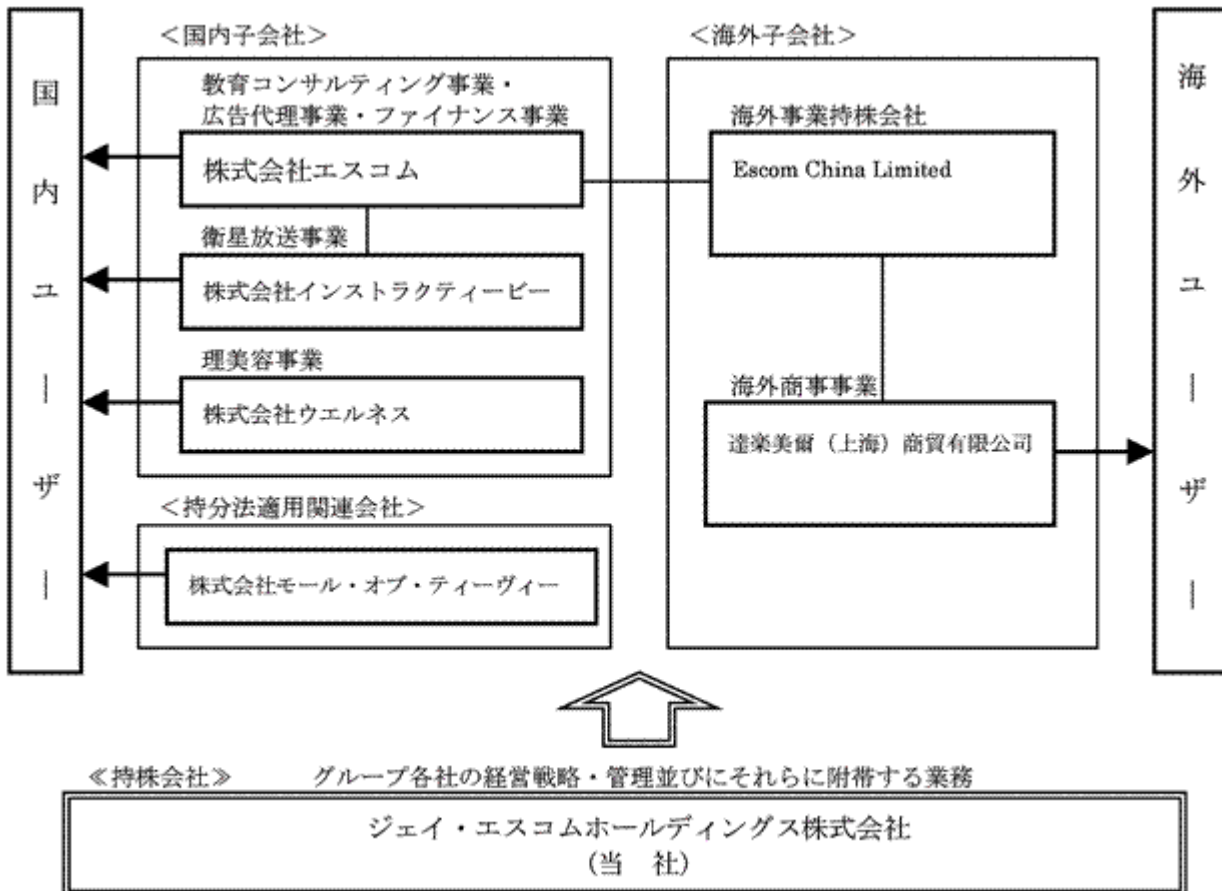 国内ユーザー
＜国内子会社＞
教育コンサルティング事業・
広告代理事業・ファイナンス事業
株式会社エスコム
衛星放送事業
株式会社インストラクティービー
理美容事業
株式会社ウエルネス
＜持分法適用関連会社＞
株式会社モール・オブ・ティーヴィー
＜海外子会社＞
海外事業持株会社
Escom China Limited
海外商事事業
達楽美爾（上海）商貿有限公司
海外ユーザー
≪持株会社≫　グループ各社の経営戦略・管理並びにそれらに附帯する業務
ジェイ・エスコムホールディングス株式会社
（当　社）